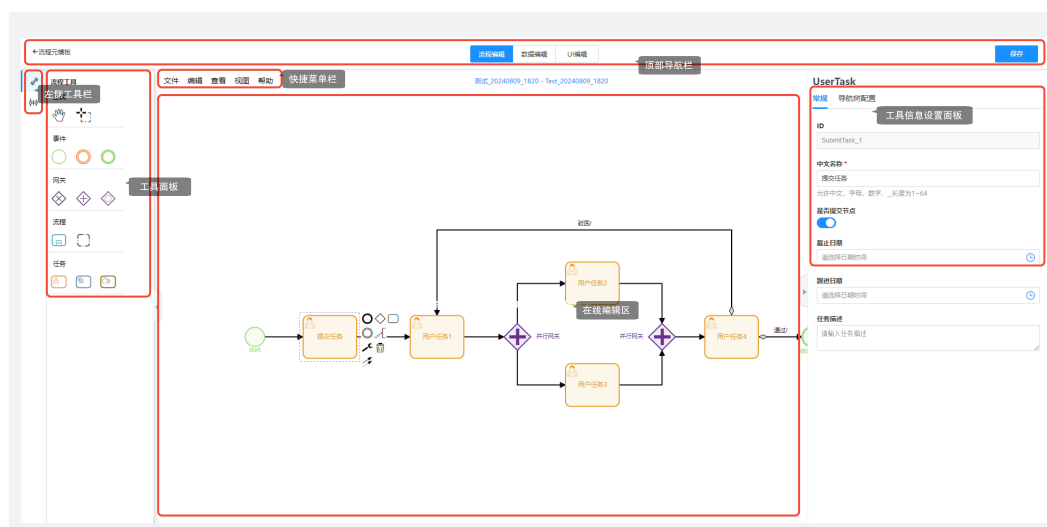 ←流程元模板
流程编辑 数据编辑 UI编辑
保存
顶部导航栏
流程工具
左侧工具栏
文件 编辑 查看 视图 帮助
快捷菜单栏
测试_20240809_1820 - Test_20240809_1820
事件
网关
工具面板
流程
任务
驳回/
用户任务2
在线编辑区
start
提交任务
用户任务1
并行网关
并行网关
用户任务4
通过/
用户任务3
UserTask
常规 导航树配置
工具信息设置面板
ID
SubmitTask_1
中文名称 *
提交任务
允许中文、字母、数字、_,长度为1~64
是否提交节点
截止日期
请选择日期时间
跟进日期
请选择日期时间
任务描述
请输入任务描述